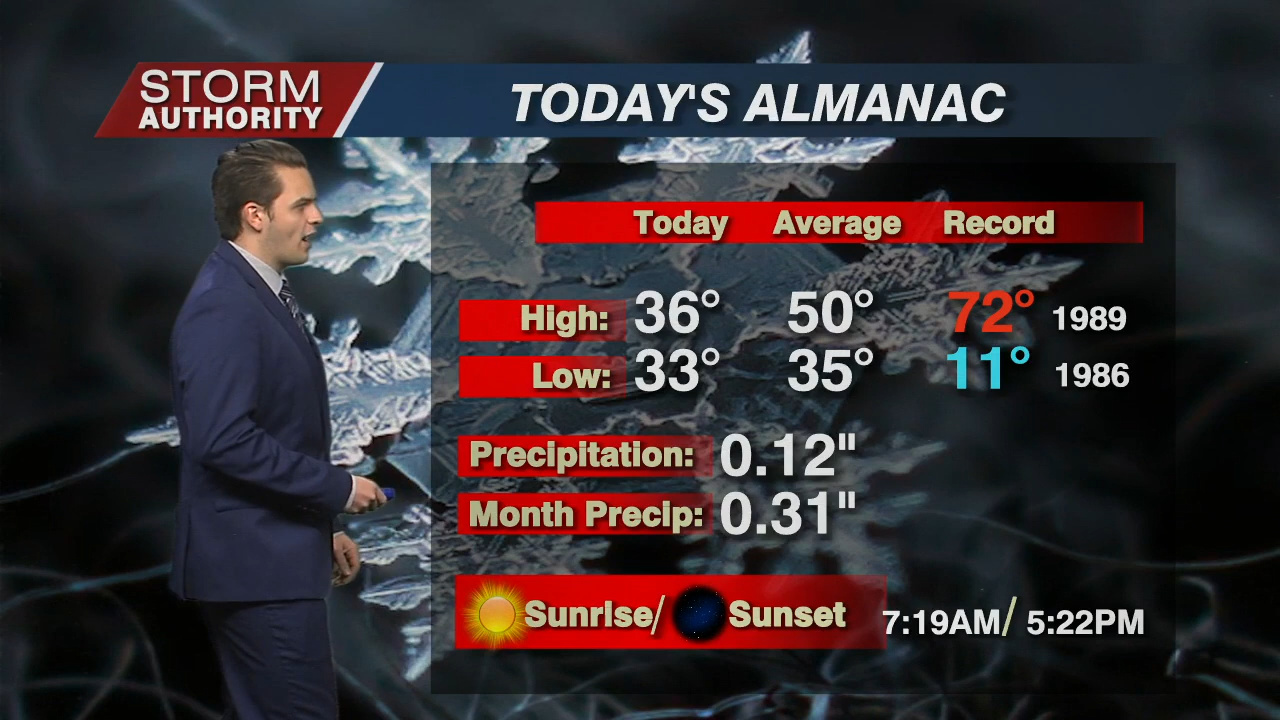 STORM
AUTHORITY
TODAY'S ALMANAC
Today Average Record
High: 36° 50° 72° 1989
Low: 33° 35° 11° 1986
Precipitation: 0.12"
Month Precip: 0.31"
Sunrise/ Sunset 7:19AM/ 5:22PM